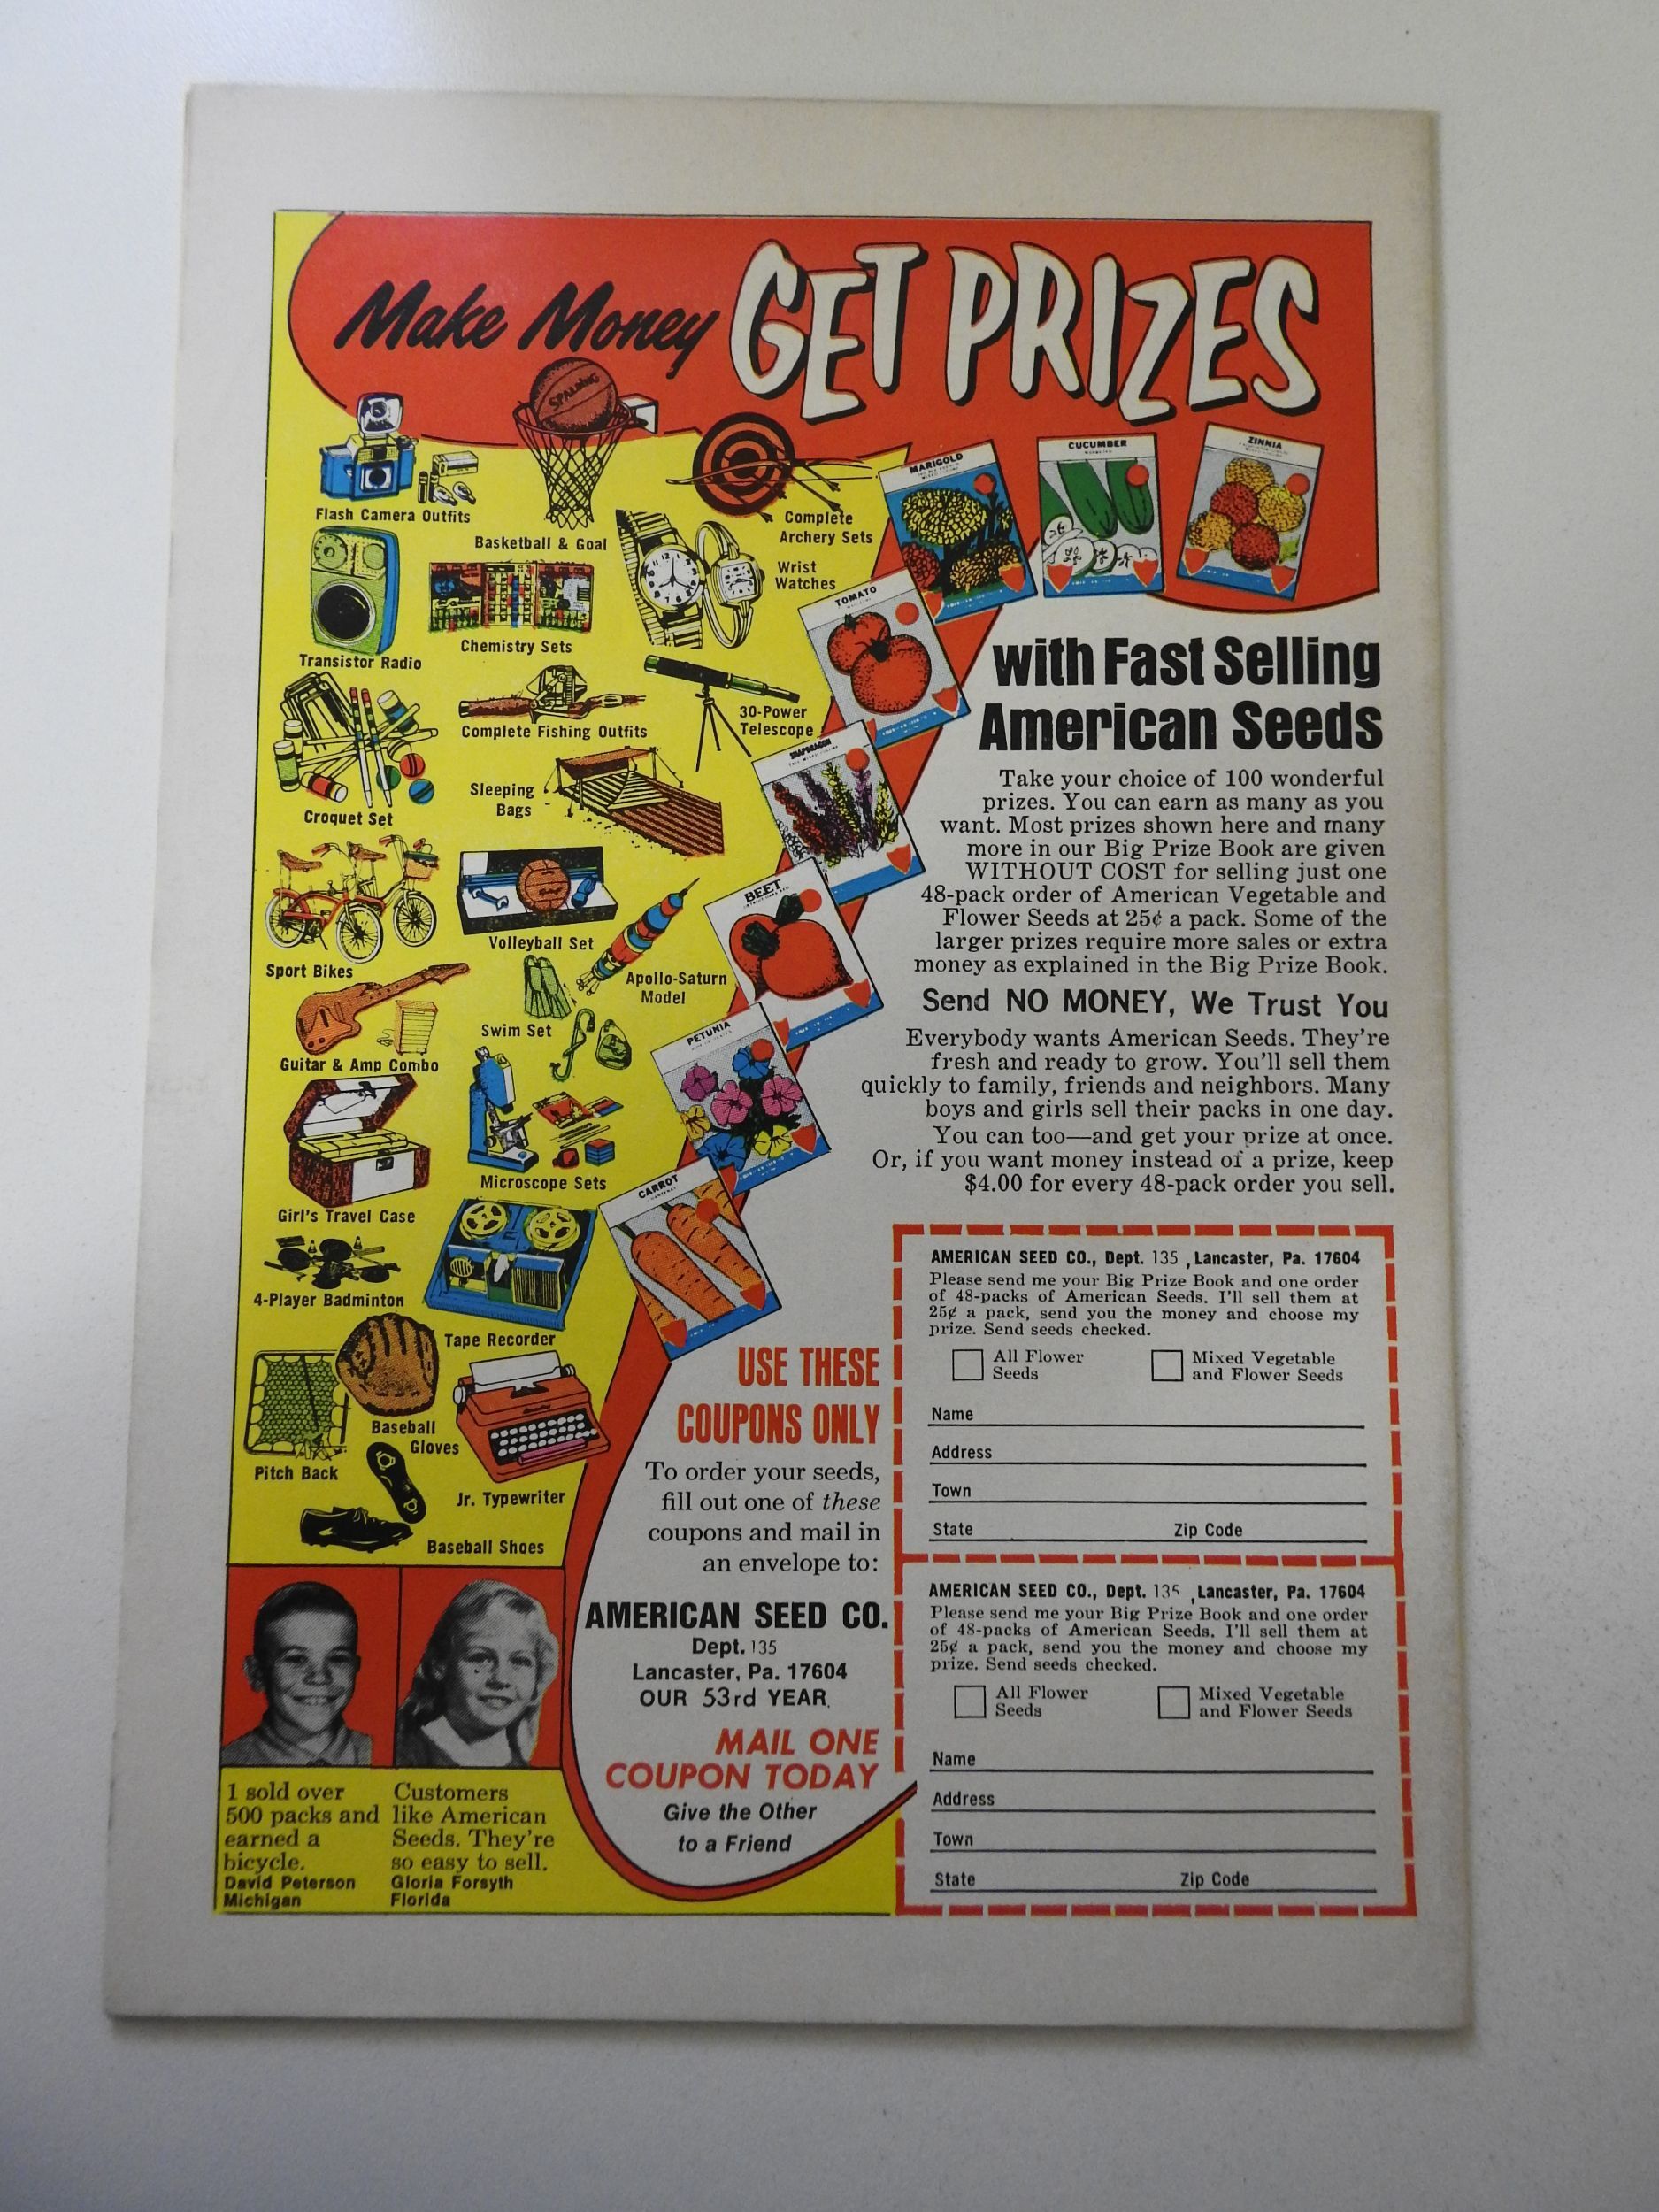 Make Money GET PRIZES
SPALDING
Flash Camera Outfits
Basketball & Goal
Complete
Archery Sets
Wrist
Watches
Transistor Radio
Chemistry Sets
Complete Fishing Outfits
30-Power
Telescope
Croquet Set
Sleeping
Bags
Sport Bikes
Volleyball Set
Apollo-Saturn
Model
Swim Set
Guitar & Amp Combo
Microscope Sets
Girl's Travel Case
4-Player Badminton
Tape Recorder
Baseball
Gloves
Pitch Back
Jr. Typewriter
Baseball Shoes
MARIGOLD
CUCUMBER
ZINNIA
TOMATO
SNAPDRAGON
BEET
PETUNIA
CARROT
with Fast Selling
American Seeds
Take your choice of 100 wonderful
prizes. You can earn as many as you
want. Most prizes shown here and many
more in our Big Prize Book are given
WITHOUT COST for selling just one
48-pack order of American Vegetable and
Flower Seeds at 25¢ a pack. Some of the
larger prizes require more sales or extra
money as explained in the Big Prize Book.
Send NO MONEY, We Trust You
Everybody wants American Seeds. They're
fresh and ready to grow. You'll sell them
quickly to family, friends and neighbors. Many
boys and girls sell their packs in one day.
You can too—and get your prize at once.
Or, if you want money instead of a prize, keep
$4.00 for every 48-pack order you sell.
USE THESE
COUPONS ONLY
To order your seeds,
fill out one of these
coupons and mail in
an envelope to:
AMERICAN SEED CO.
Dept. 135
Lancaster, Pa. 17604
OUR 53rd YEAR
MAIL ONE
COUPON TODAY
Give the Other
to a Friend
AMERICAN SEED CO., Dept. 135 , Lancaster, Pa. 17604
Please send me your Big Prize Book and one order
of 48-packs of American Seeds. I'll sell them at
25¢ a pack, send you the money and choose my
prize. Send seeds checked.
All Flower
Seeds
Mixed Vegetable
and Flower Seeds
Name
Address
Town
State Zip Code
AMERICAN SEED CO., Dept. 135 , Lancaster, Pa. 17604
Please send me your Big Prize Book and one order
of 48-packs of American Seeds. I'll sell them at
25¢ a pack, send you the money and choose my
prize. Send seeds checked.
All Flower
Seeds
Mixed Vegetable
and Flower Seeds
Name
Address
Town
State Zip Code
1 sold over
500 packs and
earned a
bicycle.
David Peterson
Michigan
Customers
like American
Seeds. They're
so easy to sell.
Gloria Forsyth
Florida